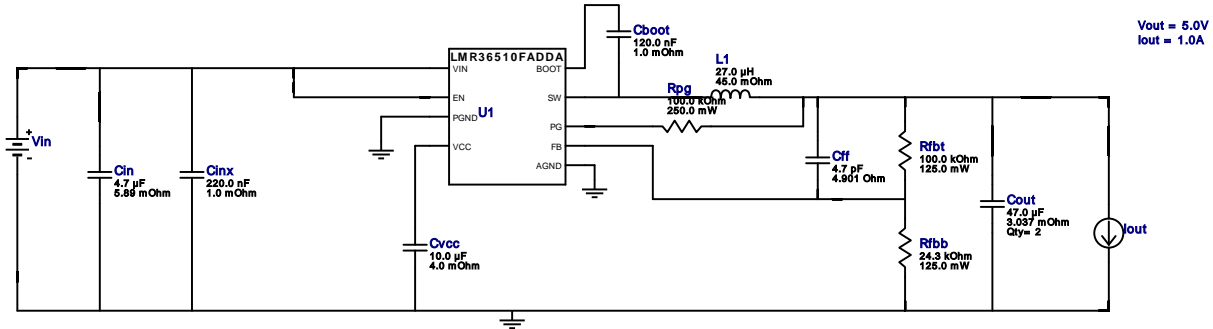 Vout = 5.0V
Iout = 1.0A
Cboot
120.0 nF
1.0 mOhm
LMR36510FADDA
VIN
BOOT
EN
SW
PGND
U1
PG
VCC
FB
AGND
L1
27.0 µH
45.0 mOhm
Rpg
100.0 kOhm
250.0 mW
Vin
+
-
Cin
4.7 µF
5.89 mOhm
Cinx
220.0 nF
1.0 mOhm
Cvcc
10.0 µF
4.0 mOhm
Cff
4.7 pF
4.901 Ohm
Rfbt
100.0 kOhm
125.0 mW
Rfbb
24.3 kOhm
125.0 mW
Cout
47.0 µF
3.037 mOhm
Qty= 2
Iout